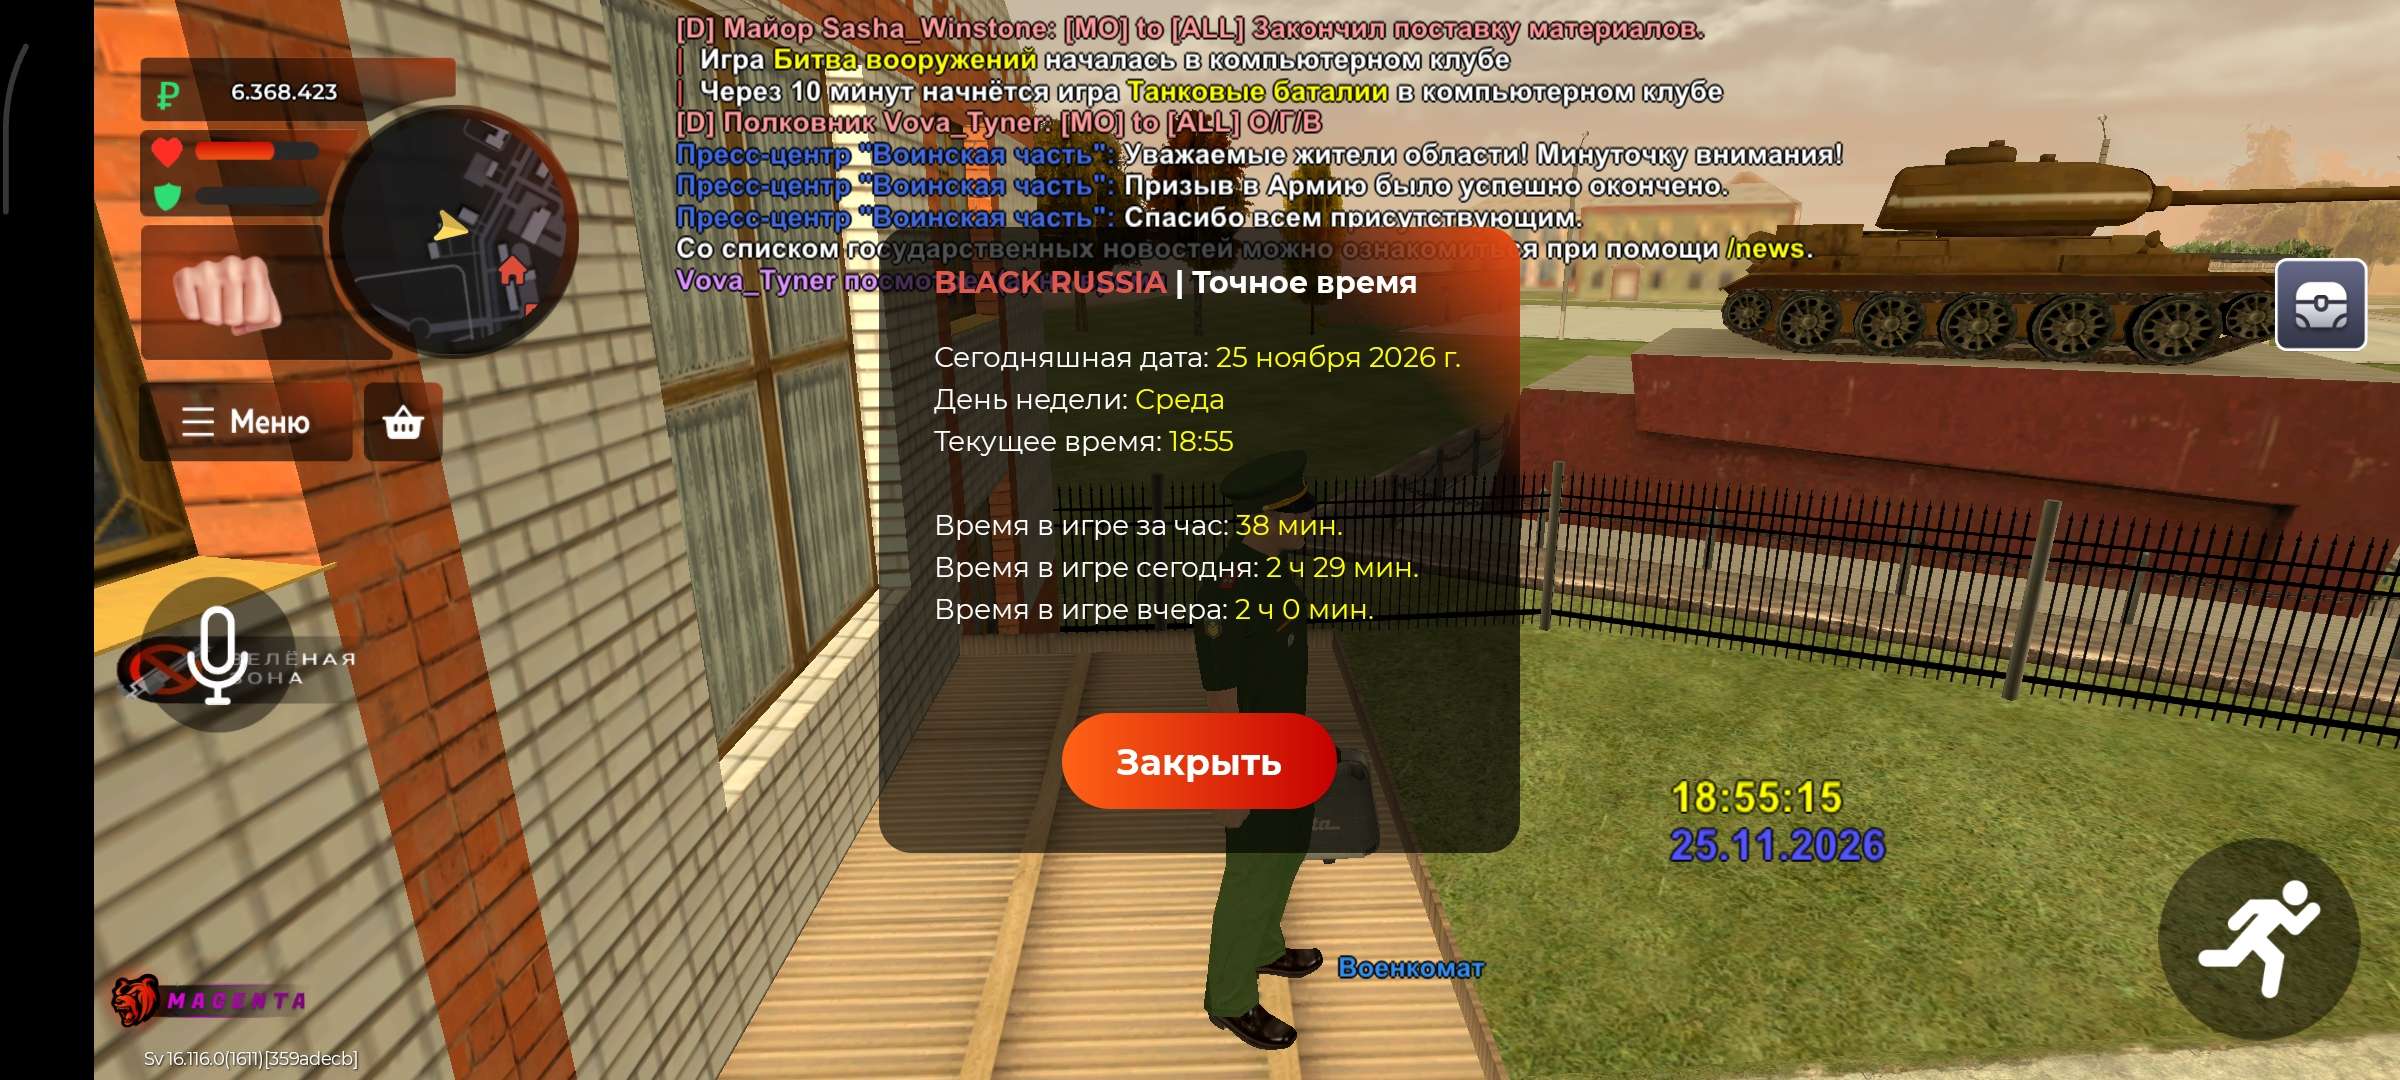 [D] Майор Sasha_Winstone: [MO] to [ALL] Закончил поставку материалов.
| Игра Битва вооружений началась в компьютерном клубе
| Через 10 минут начнётся игра Танковые баталии в компьютерном клубе
[D] Полковник Vova_Tyner: [MO] to [ALL] О/Г/В
Пресс-центр "Воинская часть": Уважаемые жители области! Минуточку внимания!
Пресс-центр "Воинская часть": Призыв в Армию было успешно окончено.
Пресс-центр "Воинская часть": Спасибо всем присутствующим.
Со списком государственных новостей можно ознакомиться при помощи /news.
Vova_Tyner
6.368.423
Меню
BLACK RUSSIA | Точное время
Сегодняшная дата: 25 ноября 2026 г.
День недели: Среда
Текущее время: 18:55
Время в игре за час: 38 мин.
Время в игре сегодня: 2 ч 29 мин.
Время в игре вчера: 2 ч 0 мин.
Закрыть
18:55:15
25.11.2026
Военкомат
MAGENTA
Sv 16.116.0(1611)[359adecb]